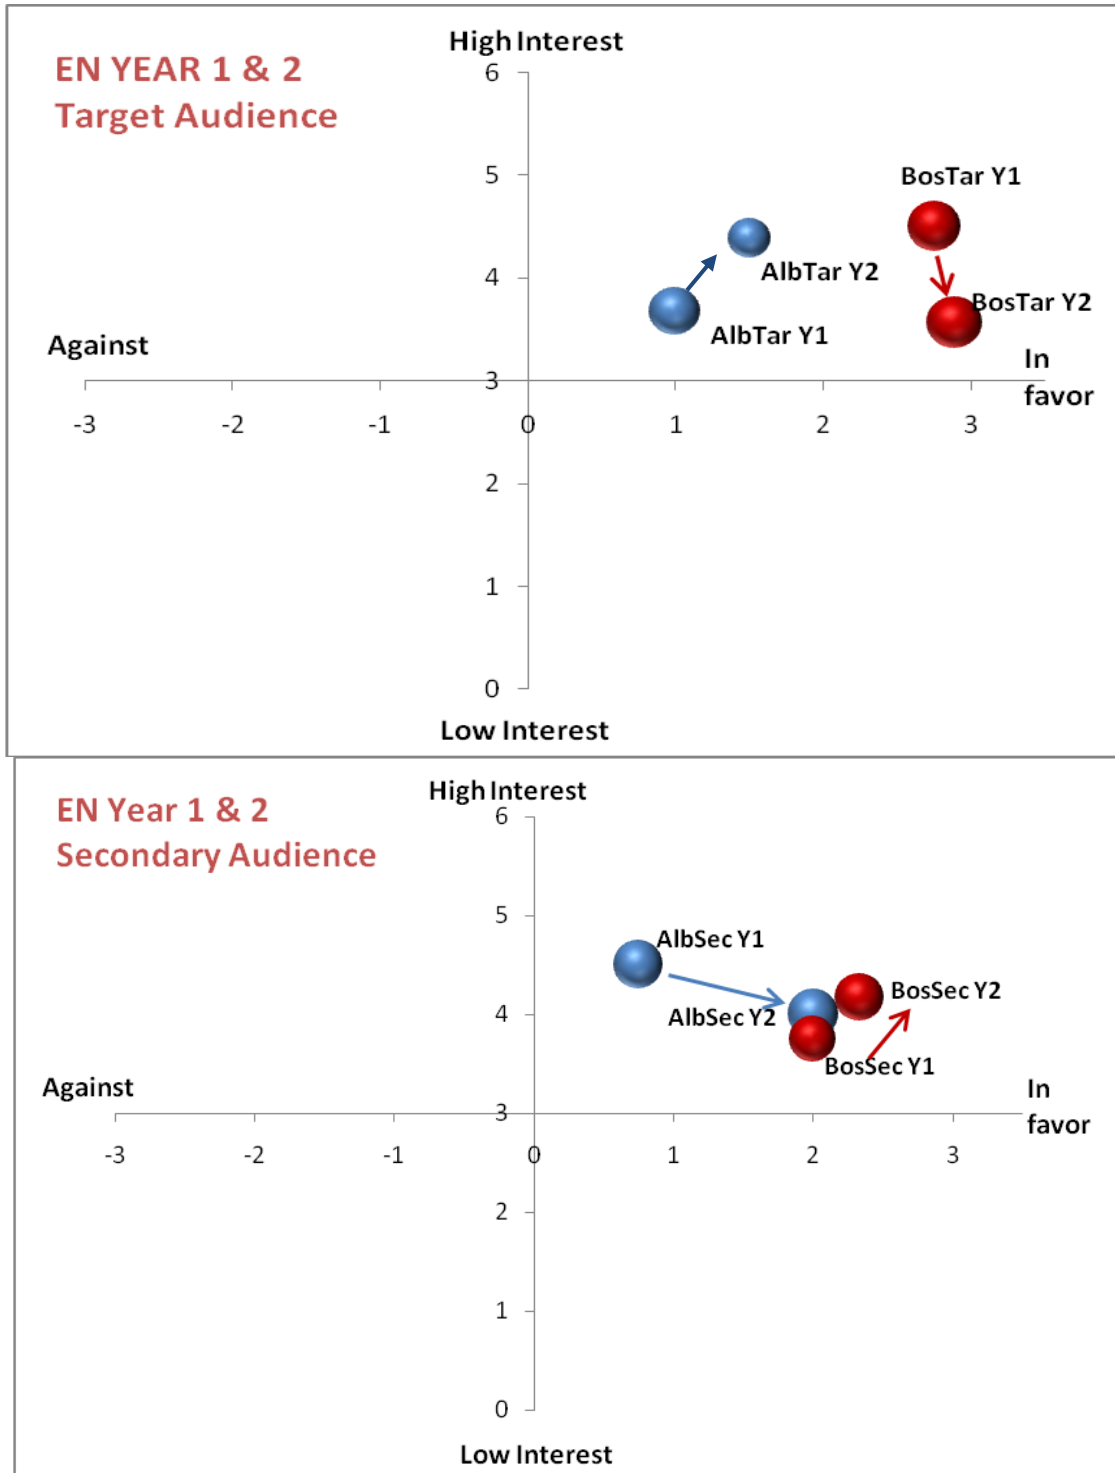 High Interest
EN YEAR 1 & 2
Target Audience
6
5
BosTar Y1
AlbTar Y2
4
BosTar Y2
AlbTar Y1
Against
In
favor
3
-3 -2 -1 0 1 2 3
2
1
0
Low Interest
High Interest
EN Year 1 & 2
Secondary Audience
6
5
AlbSec Y1
BosSec Y2
4
AlbSec Y2
BosSec Y1
Against
In
favor
3
-3 -2 -1 0 1 2 3
2
1
0
Low Interest